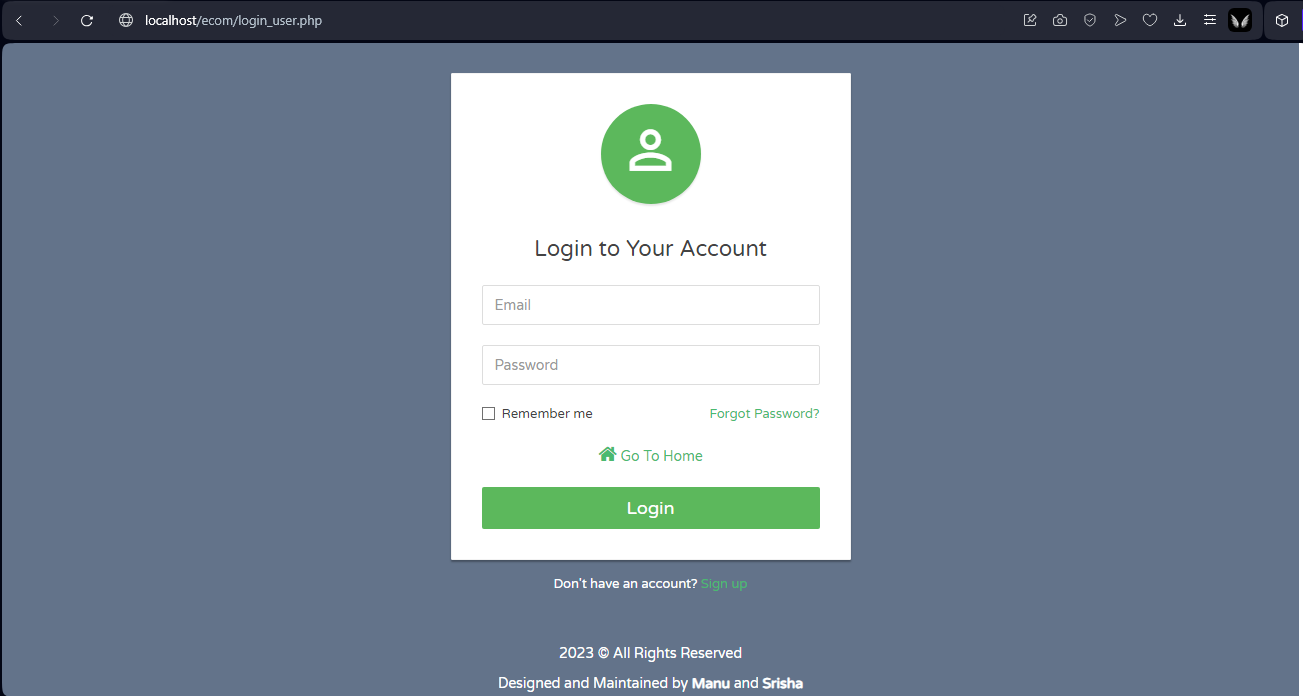 localhost/ecom/login_user.php
Login to Your Account
Email
Password
Remember me Forgot Password?
Go To Home
Login
Don't have an account? Sign up
2023 © All Rights Reserved
Designed and Maintained by Manu and Srisha